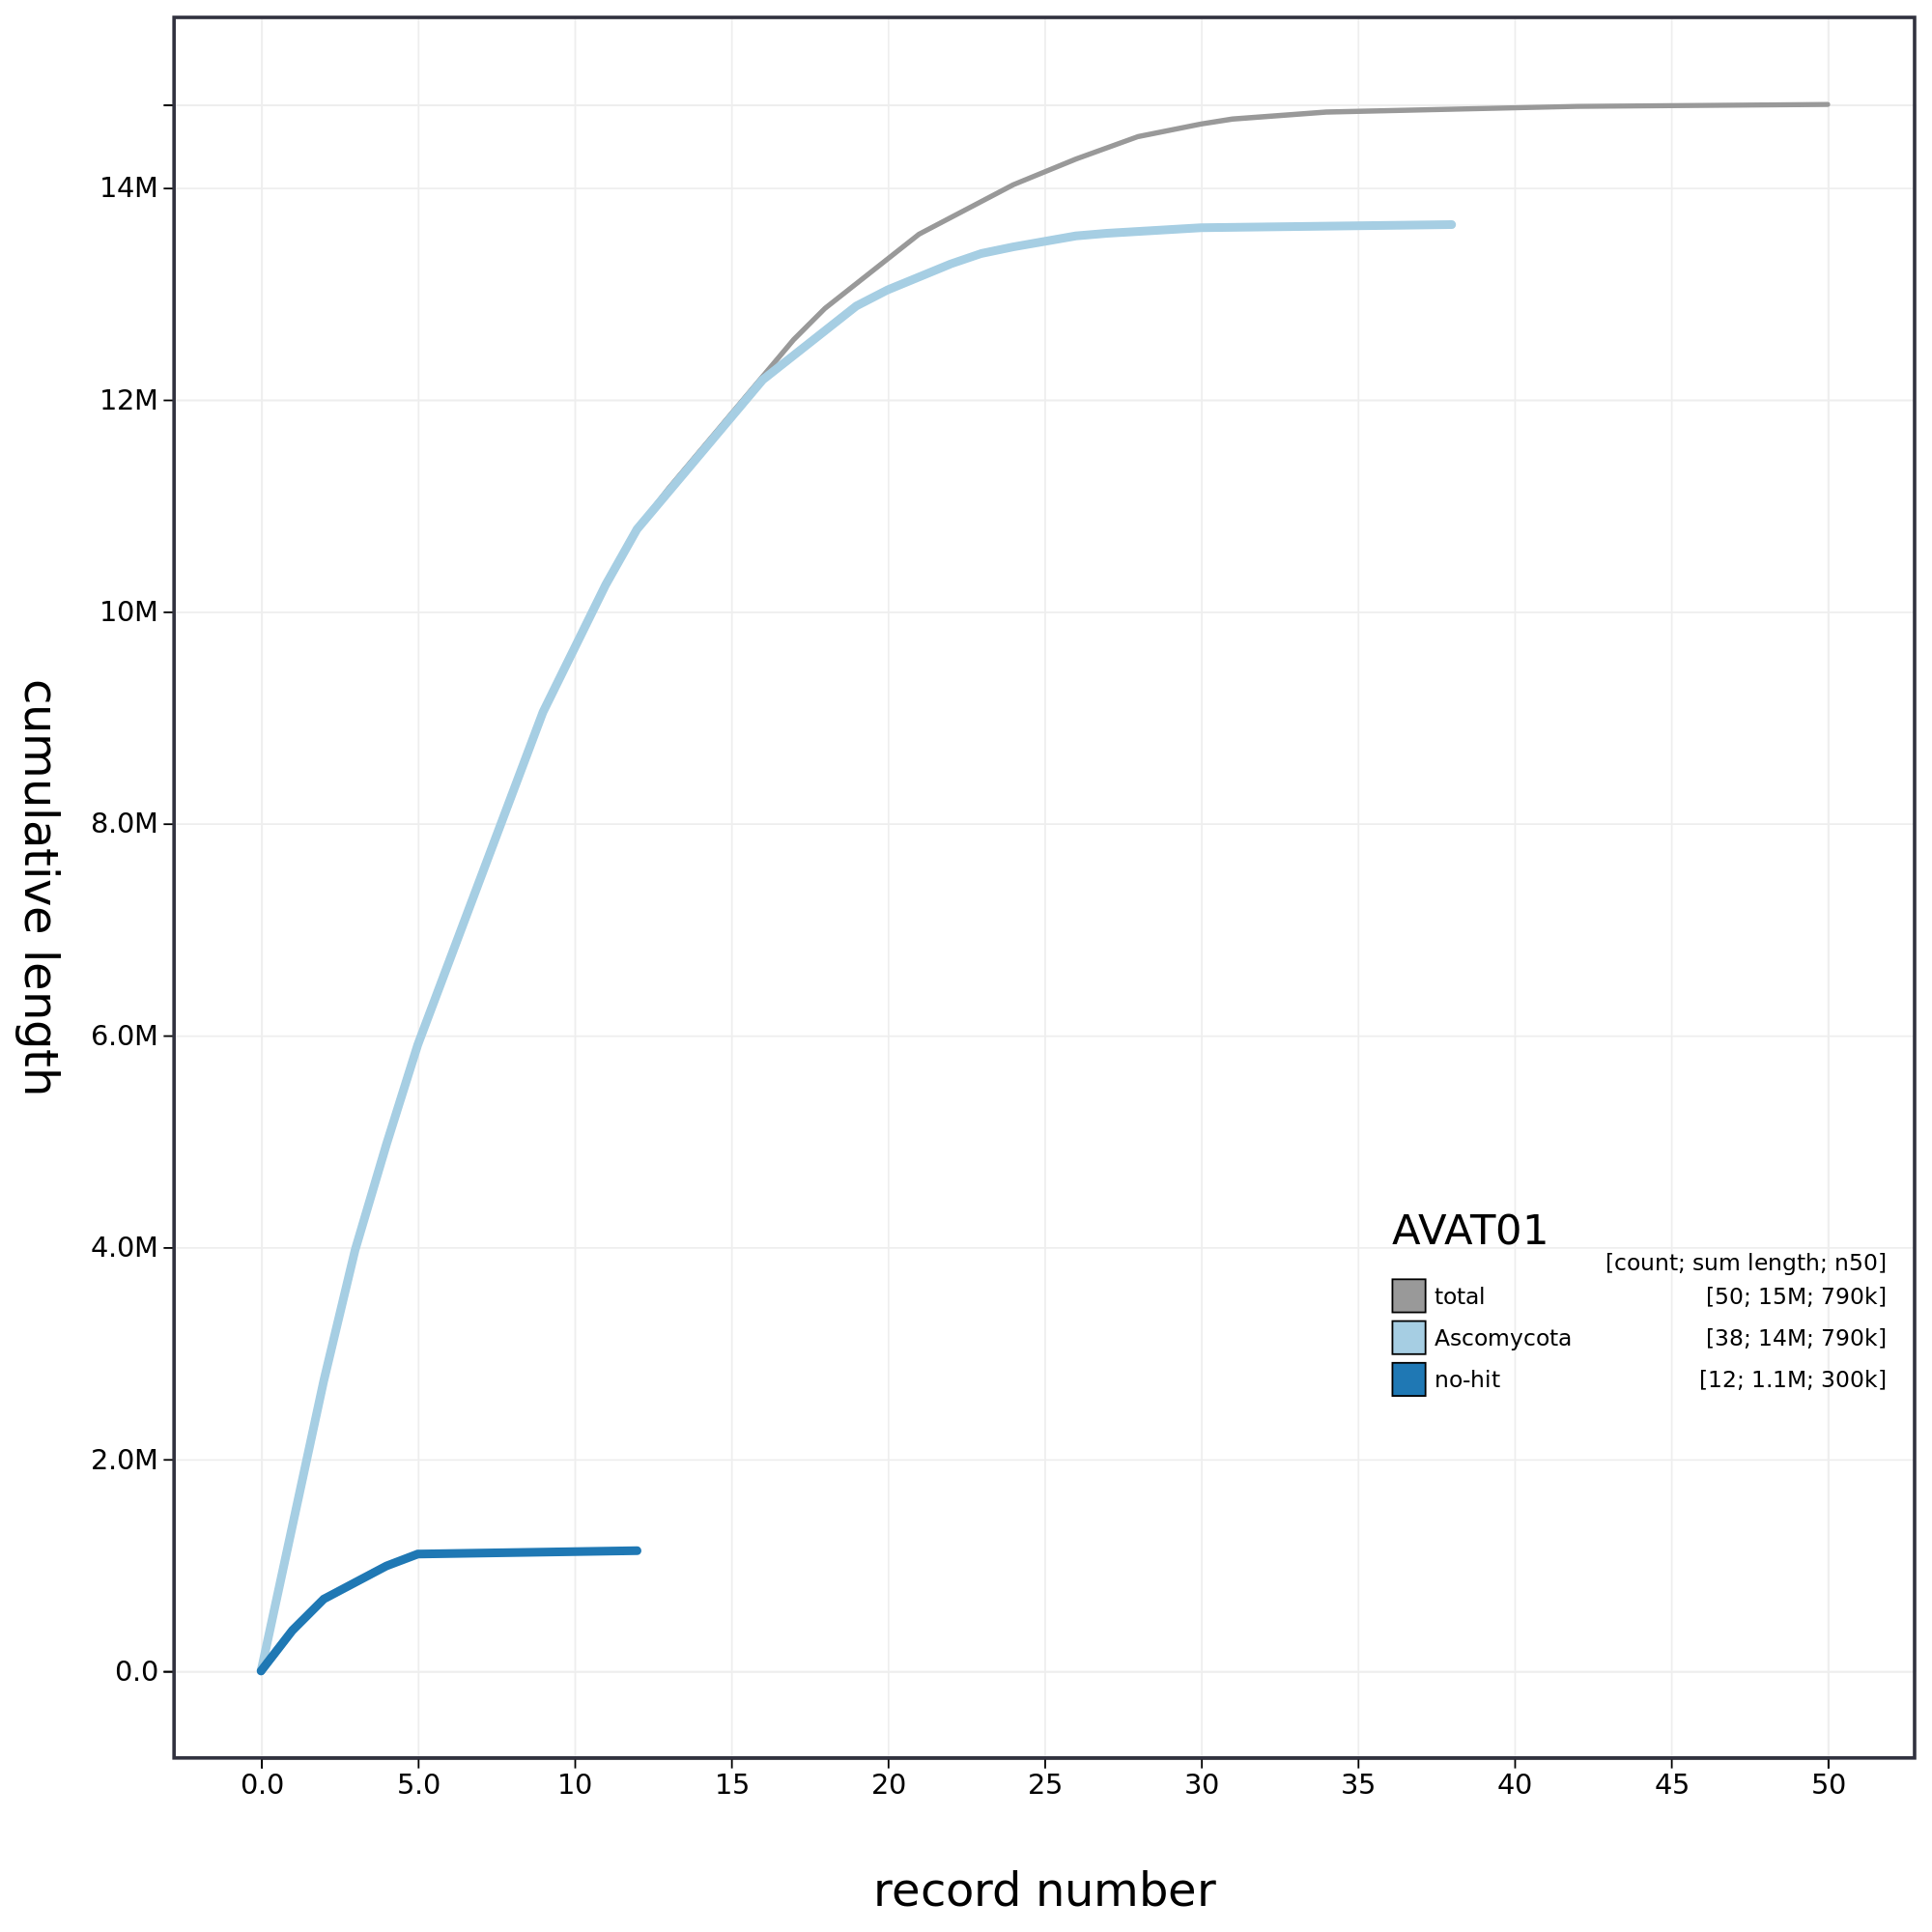 14M
12M
10M
8.0M
6.0M
4.0M
2.0M
0.0
cumulative length
AVAT01
[count; sum length; n50]
total [50; 15M; 790k]
Ascomycota [38; 14M; 790k]
no-hit [12; 1.1M; 300k]
0.0 5.0 10 15 20 25 30 35 40 45 50
record number